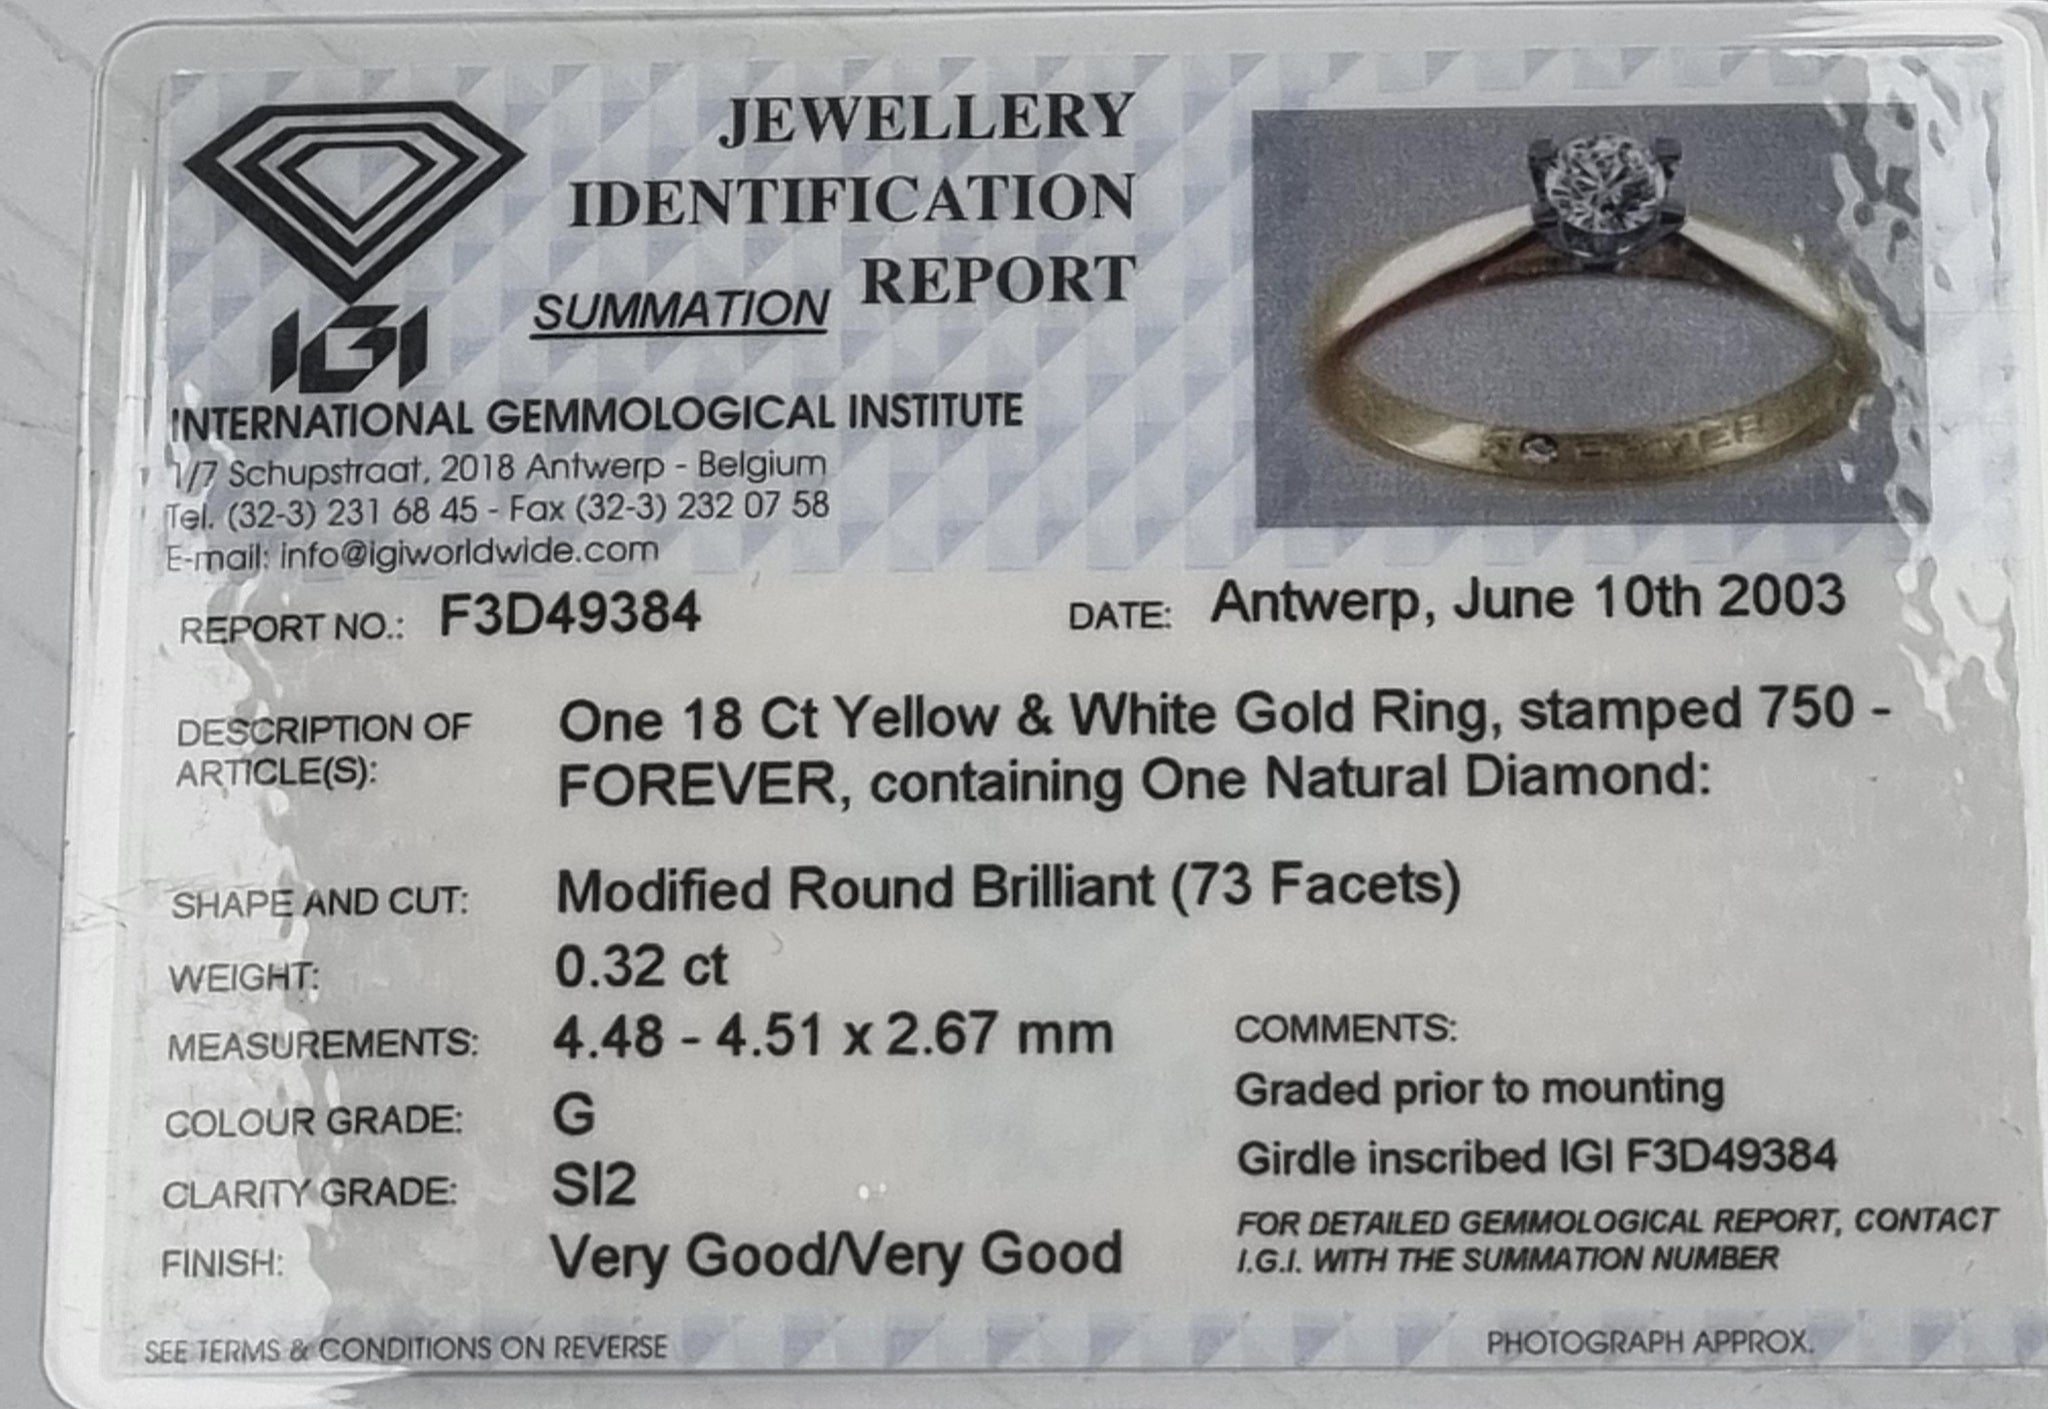 JEWELLERY
IDENTIFICATION
SUMMATION REPORT
IGI
INTERNATIONAL GEMMOLOGICAL INSTITUTE
1/7 Schupstraat, 2018 Antwerp - Belgium
Tel. (32-3) 231 68 45 - Fax (32-3) 232 07 58
E-mail: info@igiworldwide.com
REPORT NO.: F3D49384 DATE: Antwerp, June 10th 2003
DESCRIPTION OF ARTICLE(S): One 18 Ct Yellow & White Gold Ring, stamped 750 -
FOREVER, containing One Natural Diamond:
SHAPE AND CUT: Modified Round Brilliant (73 Facets)
WEIGHT: 0.32 ct
MEASUREMENTS: 4.48 - 4.51 x 2.67 mm
COLOUR GRADE: G
CLARITY GRADE: SI2
FINISH: Very Good/Very Good
COMMENTS:
Graded prior to mounting
Girdle inscribed IGI F3D49384
FOR DETAILED GEMMOLOGICAL REPORT, CONTACT
I.G.I. WITH THE SUMMATION NUMBER
SEE TERMS & CONDITIONS ON REVERSE PHOTOGRAPH APPROX.